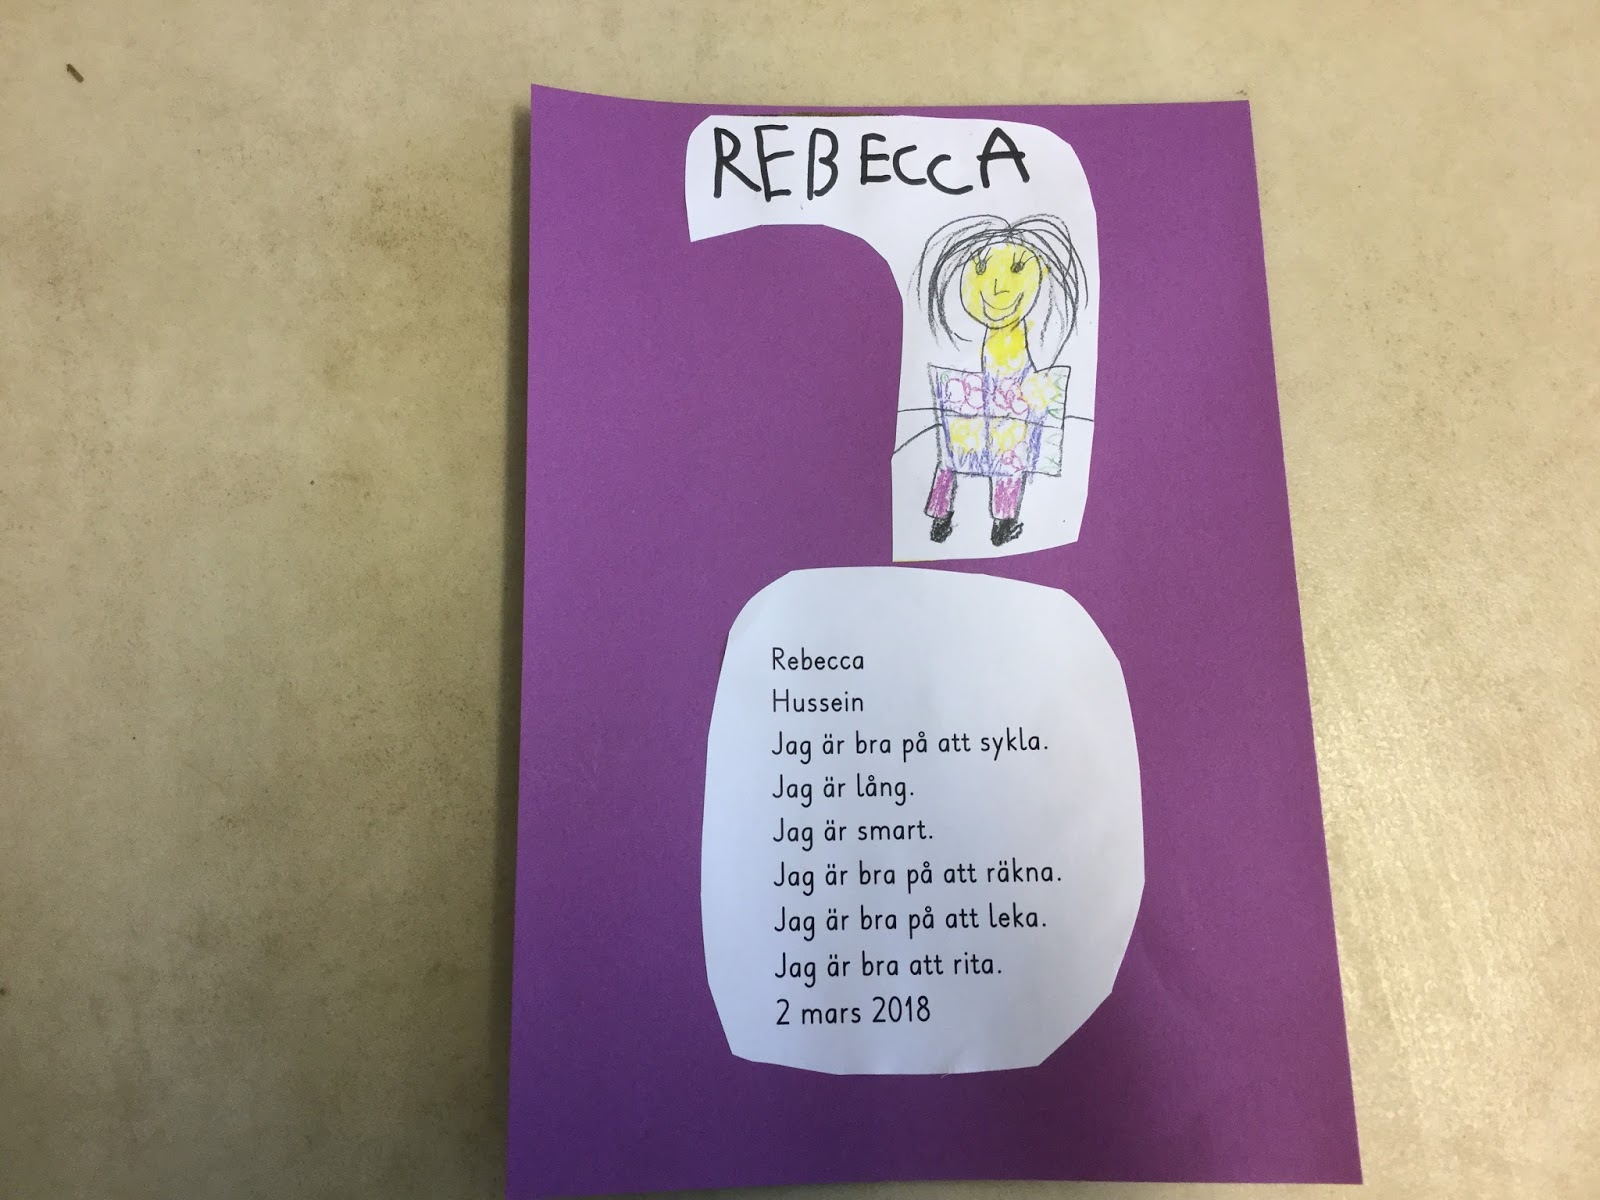 REBECCA
Rebecca
Hussein
Jag är bra på att sykla.
Jag är lång.
Jag är smart.
Jag är bra på att räkna.
Jag är bra på att leka.
Jag är bra att rita.
2 mars 2018